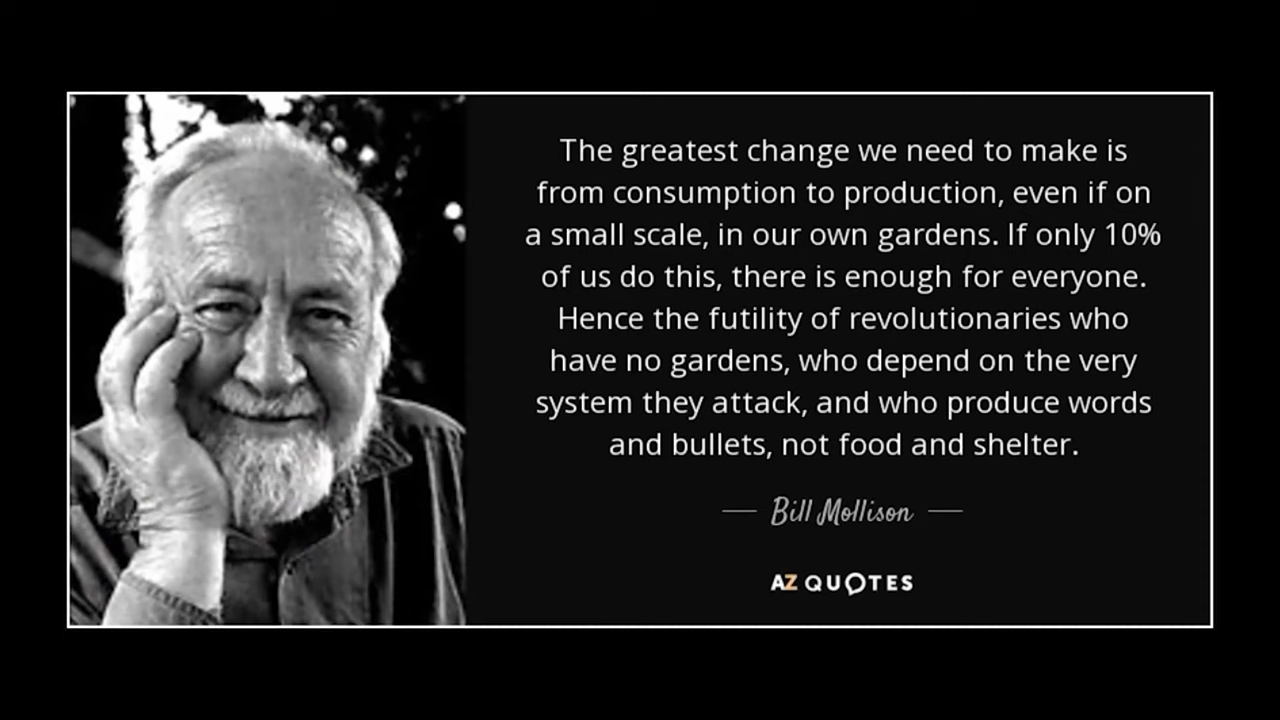 The greatest change we need to make is
from consumption to production, even if on
a small scale, in our own gardens. If only 10%
of us do this, there is enough for everyone.
Hence the futility of revolutionaries who
have no gardens, who depend on the very
system they attack, and who produce words
and bullets, not food and shelter.
Bill Mollison
AZ QUOTES